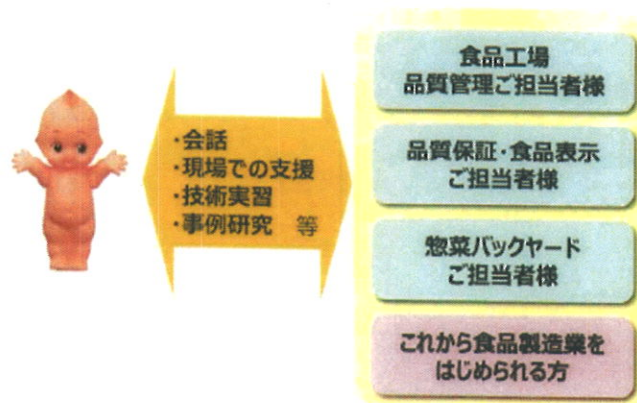 ・会話
・現場での支援
・技術実習
・事例研究 等
食品工場
品質管理ご担当者様
品質保証・食品表示
ご担当者様
惣菜バックヤード
ご担当者様
これから食品製造業を
はじめられる方